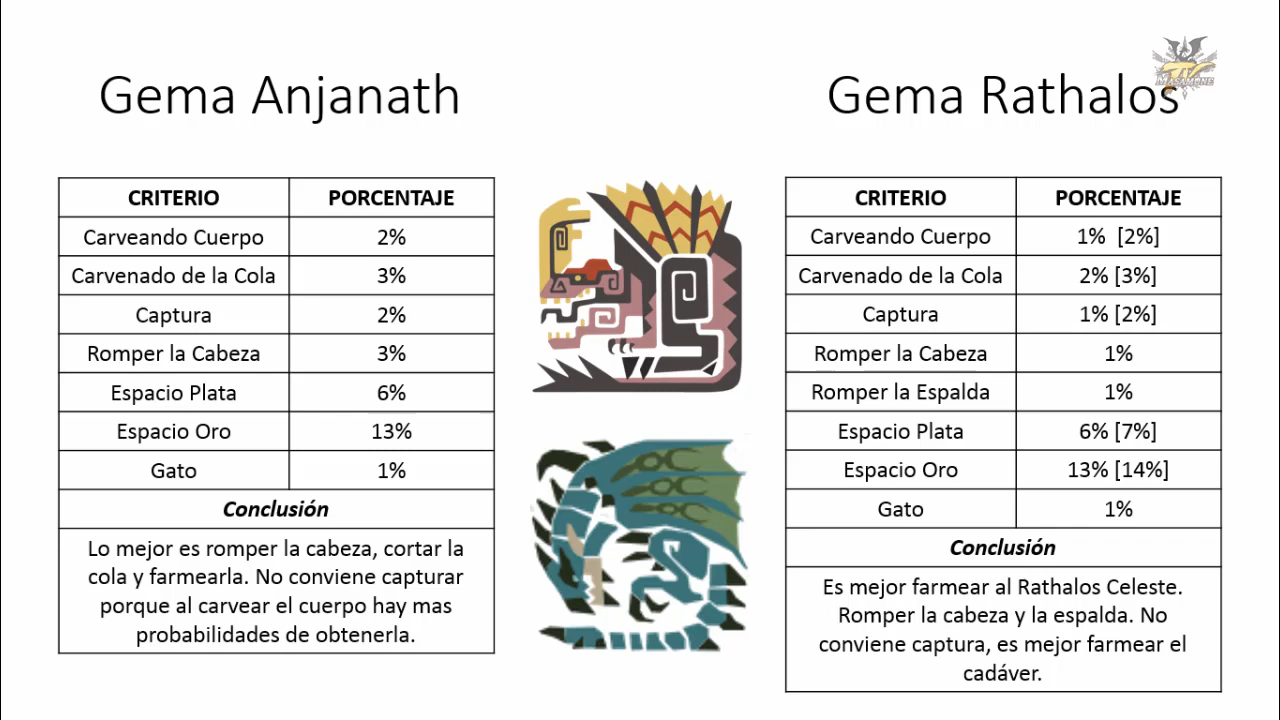 Gema Anjanath
CRITERIO PORCENTAJE
Carveando Cuerpo 2%
Carvenado de la Cola 3%
Captura 2%
Romper la Cabeza 3%
Espacio Plata 6%
Espacio Oro 13%
Gato 1%
Conclusión
Lo mejor es romper la cabeza, cortar la
cola y farmearla. No conviene capturar
porque al carvear el cuerpo hay mas
probabilidades de obtenerla.
Gema Rathalos
CRITERIO PORCENTAJE
Carveando Cuerpo 1% [2%]
Carvenado de la Cola 2% [3%]
Captura 1% [2%]
Romper la Cabeza 1%
Romper la Espalda 1%
Espacio Plata 6% [7%]
Espacio Oro 13% [14%]
Gato 1%
Conclusión
Es mejor farmear al Rathalos Celeste.
Romper la cabeza y la espalda. No
conviene captura, es mejor farmear el
cadáver.